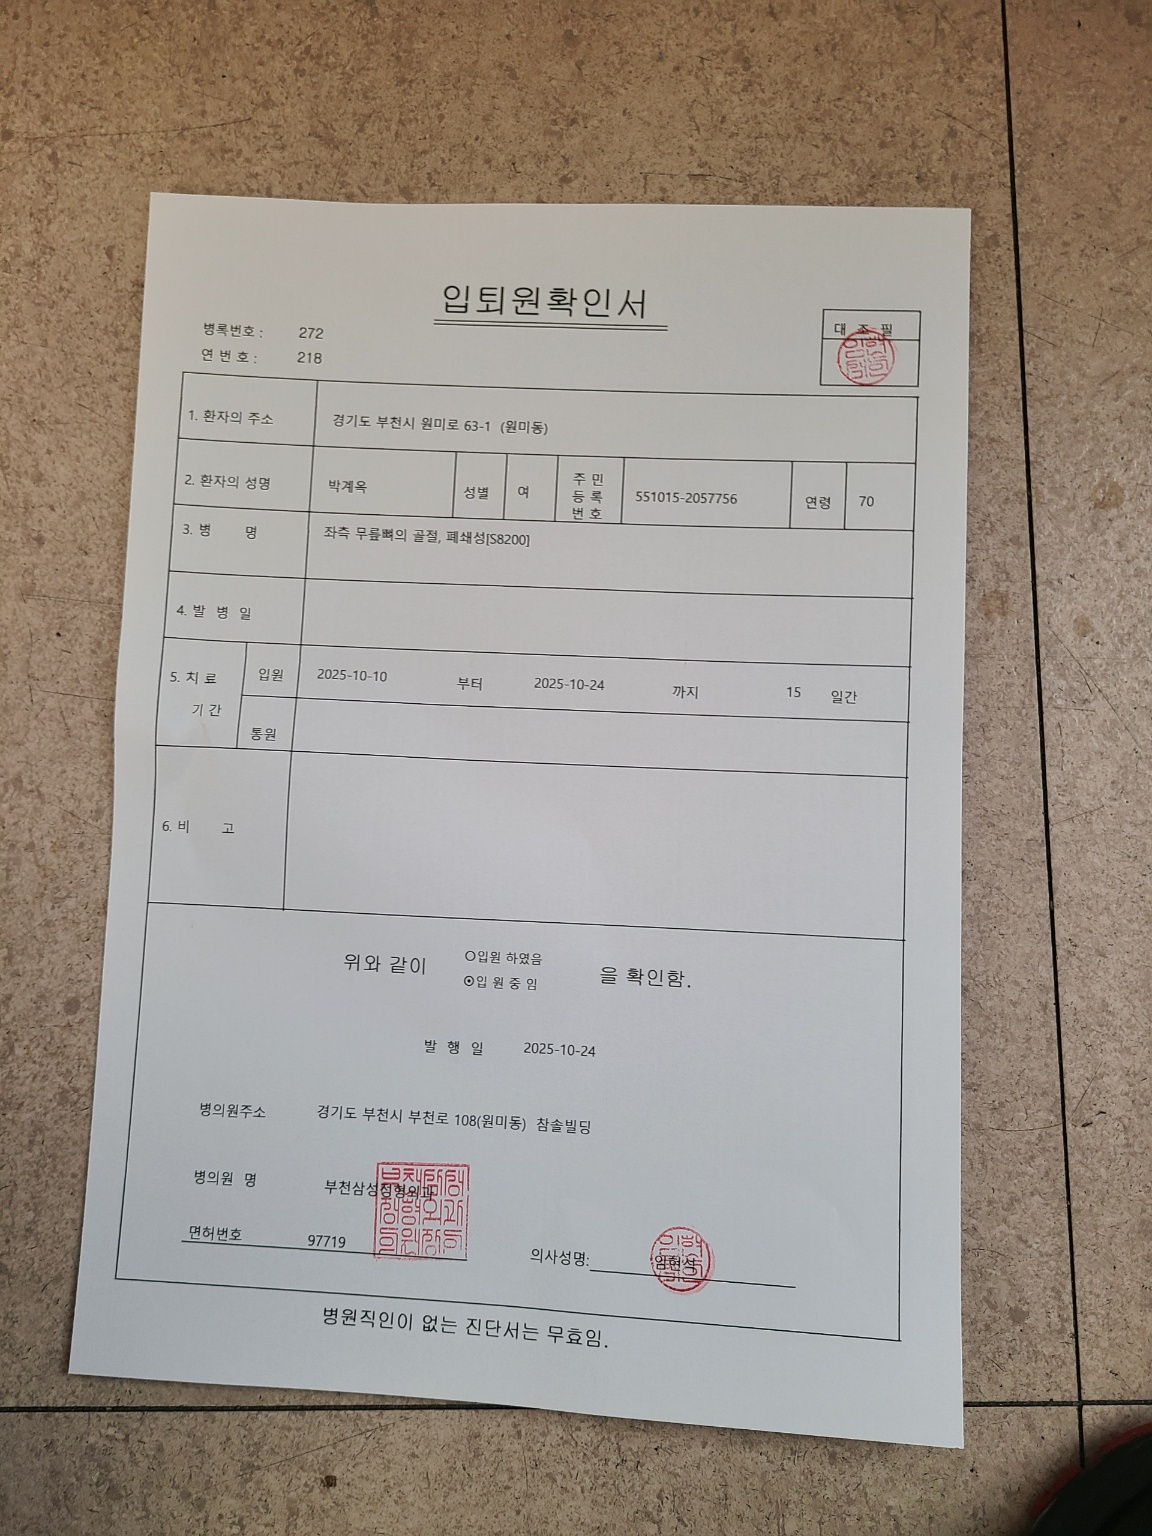 입퇴원확인서
병록번호 : 272
연 번 호 : 218
대 조 필
1. 환자의 주소 경기도 부천시 원미로 63-1 (원미동)
2. 환자의 성명 박계옥 성별 여 주 민 등 록 번 호 551015-2057756 연령 70
3. 병 명 좌측 무릎뼈의 골절, 폐쇄성[S8200]
4. 발 병 일
5. 치 료 기 간
입원 2025-10-10 부터 2025-10-24 까지 15 일간
통원
6. 비 고
위와 같이 ○입원 하였음 ⊙입 원 중 임 을 확인함.
발 행 일 2025-10-24
병의원주소 경기도 부천시 부천로 108(원미동) 참솔빌딩
병의원 명 부천삼성정형외과
면허번호 97719
의사성명:
병원직인이 없는 진단서는 무효임.